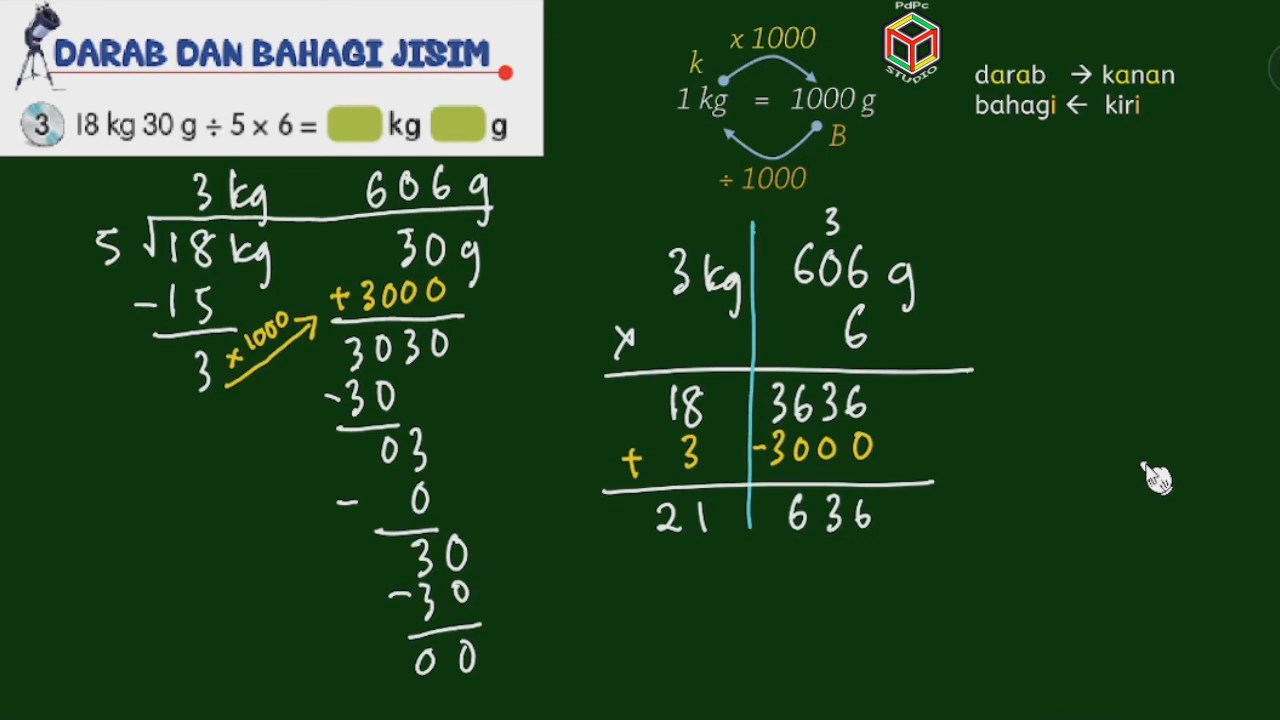 DARAB DAN BAHAGI JISIM
3 18 kg 30 g ÷ 5 × 6 = kg g
x 1000
k
1 kg = 1000 g
B
÷ 1000
PdPc
STUDIO
darab → kanan
bahagi ← kiri
3 kg 606 g
5 18 kg 30 g
-15 + 3000
3 x 1000 3030
-30
03
- 0
30
-30
00
3
3 kg 606 g
x 6
18 3636
+ 3 -3000
21 636